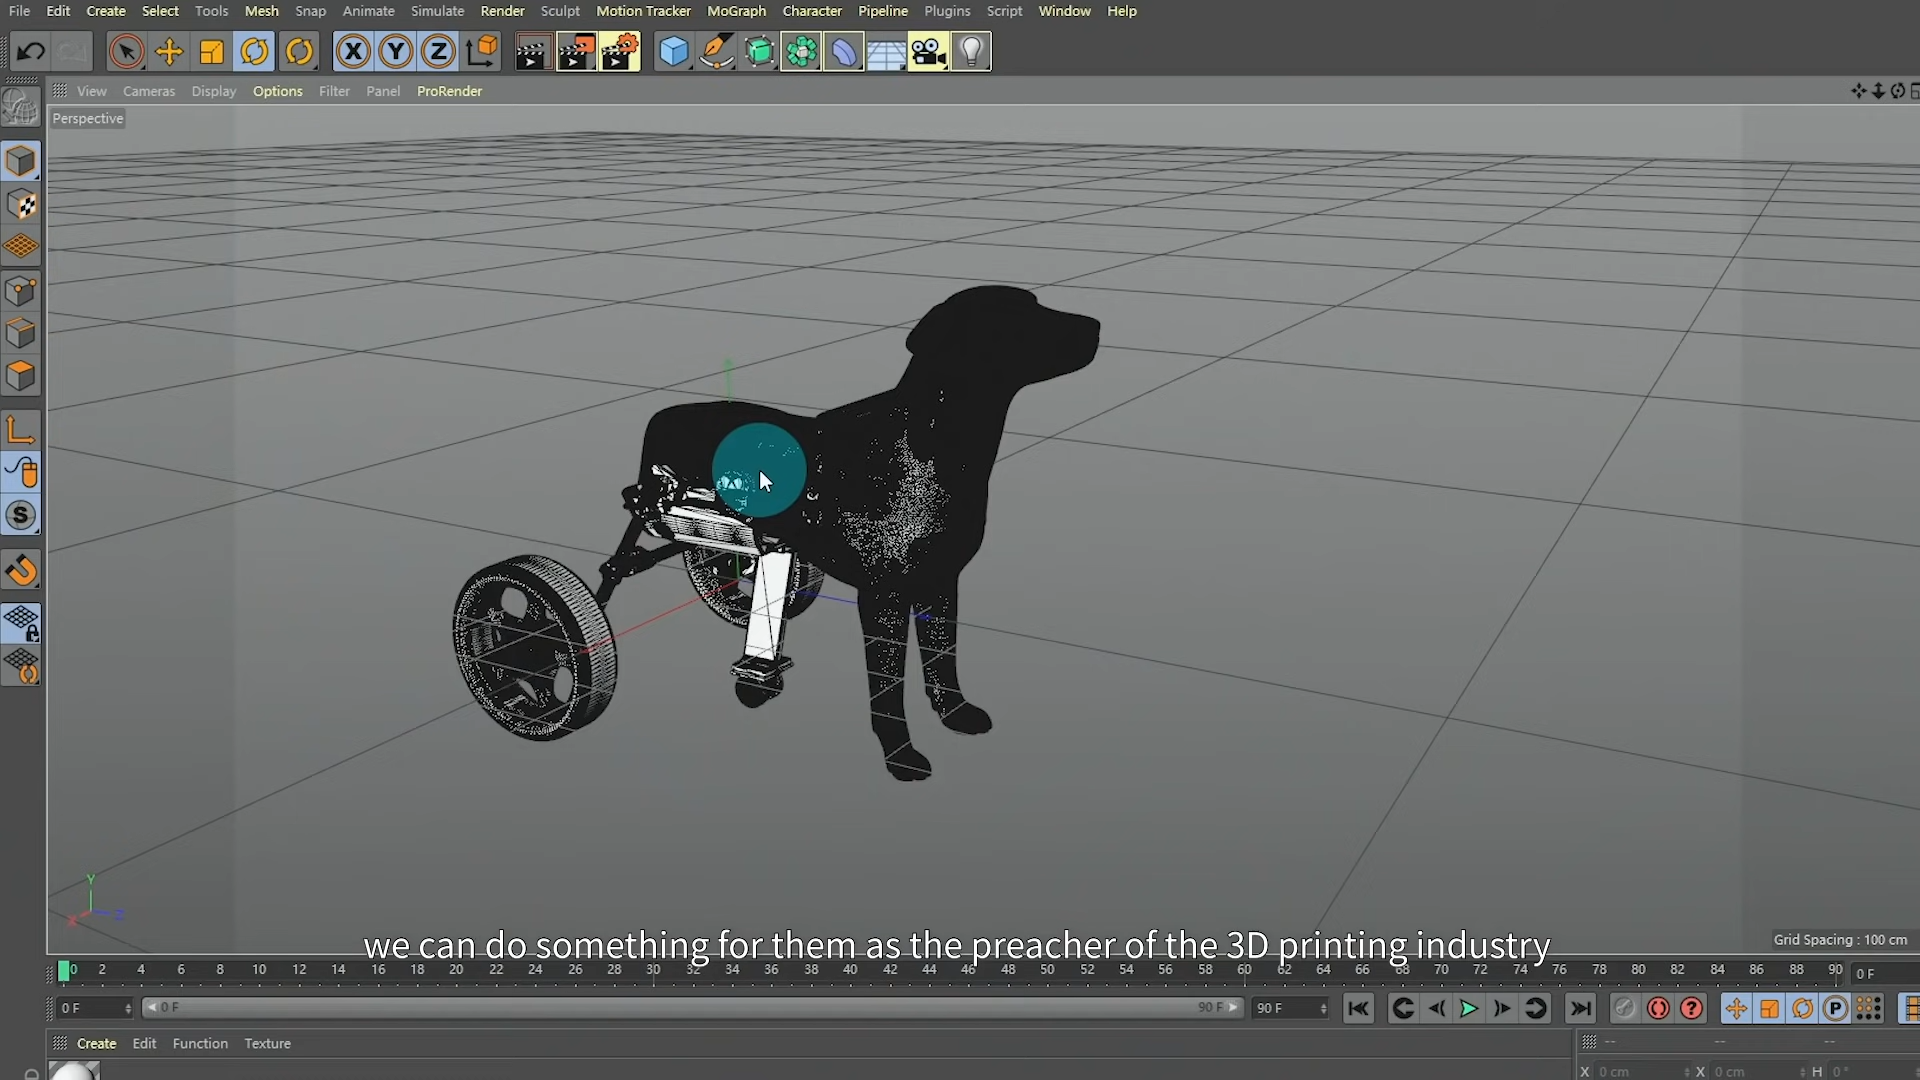 File Edit Create Select Tools Mesh Snap Animate Simulate Render Sculpt Motion Tracker MoGraph Character Pipeline Plugins Script Window Help
X Y Z
View Cameras Display Options Filter Panel ProRender
Perspective
S
Y
X Z
we can do something for them as the preacher of the 3D printing industry
Grid Spacing : 100 cm
0 2 4 6 8 10 12 14 16 18 20 22 24 26 28 30 32 34 36 38 40 42 44 46 48 50 52 54 56 58 60 62 64 66 68 70 72 74 76 78 80 82 84 86 88 90 0 F
0 F 0 F 90 F 90 F ? P
Create Edit Function Texture -- -- --
X 0 cm X 0 cm H 0 °